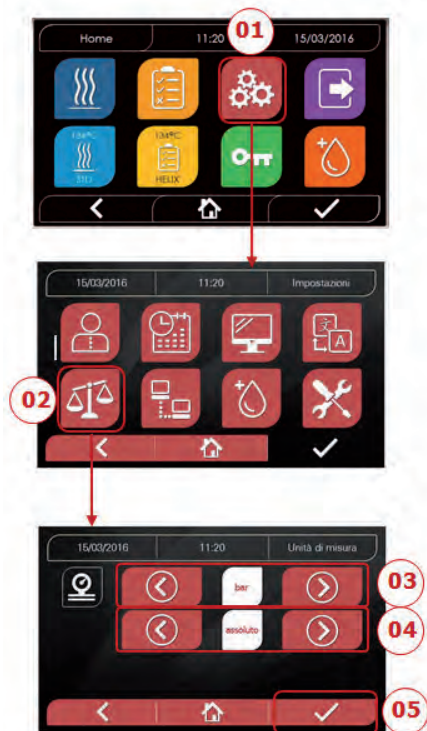 Home 11:20 15/03/2016
01
134°C 134°C
STD HELIX
15/03/2016 11:20 Impostazioni
文 A
02
15/03/2016 11:20 Unità di misura
bar
03
assoluto
04
05